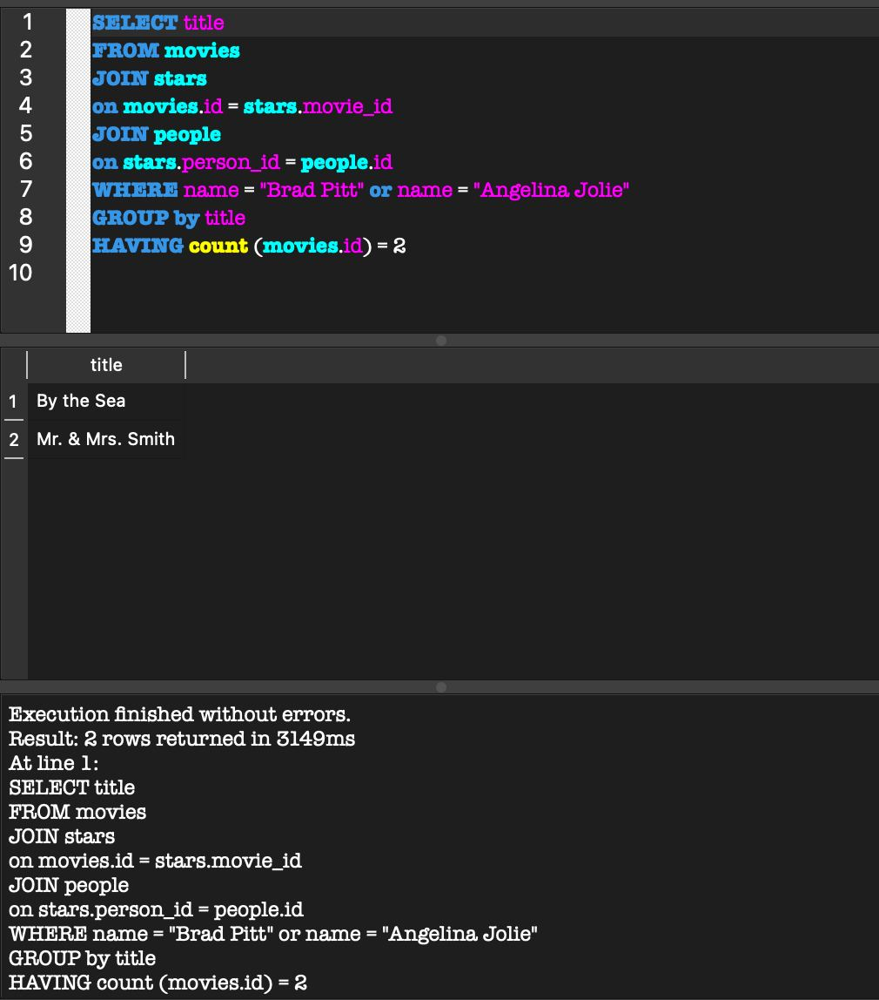 1 SELECT title
2 FROM movies
3 JOIN stars
4 on movies.id = stars.movie_id
5 JOIN people
6 on stars.person_id = people.id
7 WHERE name = "Brad Pitt" or name = "Angelina Jolie"
8 GROUP by title
9 HAVING count (movies.id) = 2
10
title
1 By the Sea
2 Mr. & Mrs. Smith
Execution finished without errors.
Result: 2 rows returned in 3149ms
At line 1:
SELECT title
FROM movies
JOIN stars
on movies.id = stars.movie_id
JOIN people
on stars.person_id = people.id
WHERE name = "Brad Pitt" or name = "Angelina Jolie"
GROUP by title
HAVING count (movies.id) = 2